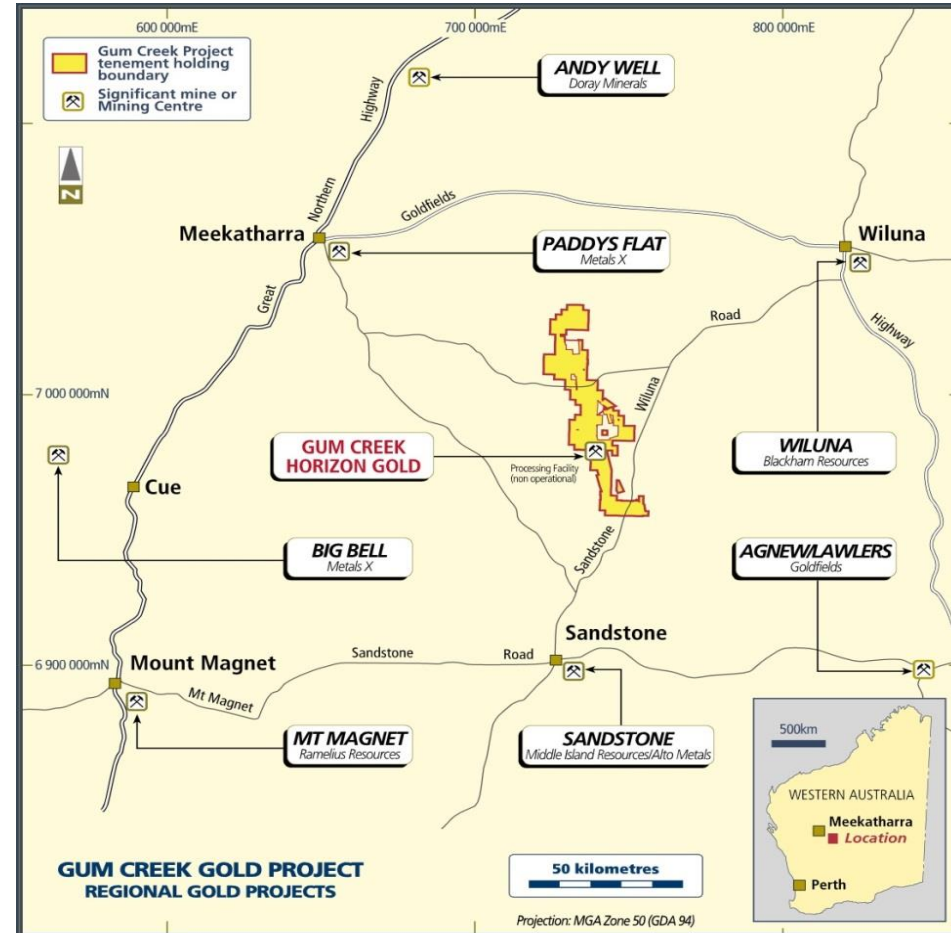 600 000mE
700 000mE
800 000mE
Gum Creek Project
tenement holding
boundary
Significant mine or
Mining Centre
N
ANDY WELL
Doray Minerals
Highway
Northern
Goldfields
Meekatharra
Wiluna
PADDYS FLAT
Metals X
Great
Road
Highway
7 000 000mN
Wiluna
GUM CREEK
HORIZON GOLD
Processing Facility
(non operational)
WILUNA
Blackham Resources
Cue
BIG BELL
Metals X
Sandstone
AGNEW/LAWLERS
Goldfields
Sandstone
6 900 000mN
Mount Magnet
Sandstone
Road
Mt Magnet
MT MAGNET
Ramelius Resources
SANDSTONE
Middle Island Resources/Alto Metals
500km
WESTERN AUSTRALIA
Meekatharra
Location
Perth
GUM CREEK GOLD PROJECT
REGIONAL GOLD PROJECTS
50 kilometres
Projection: MGA Zone 50 (GDA 94)